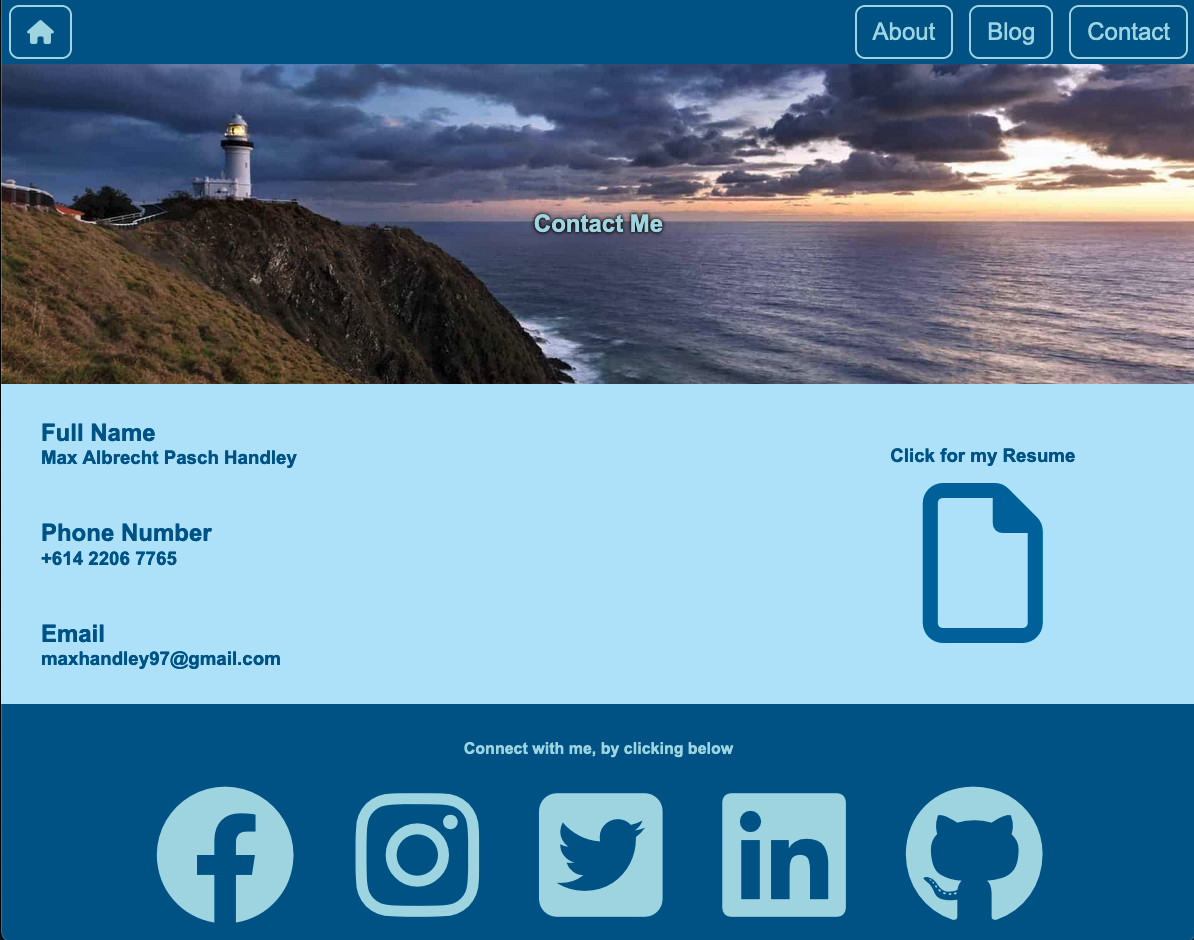 About Blog Contact
Contact Me
Full Name
Max Albrecht Pasch Handley
Click for my Resume
Phone Number
+614 2206 7765
Email
maxhandley97@gmail.com
Connect with me, by clicking below